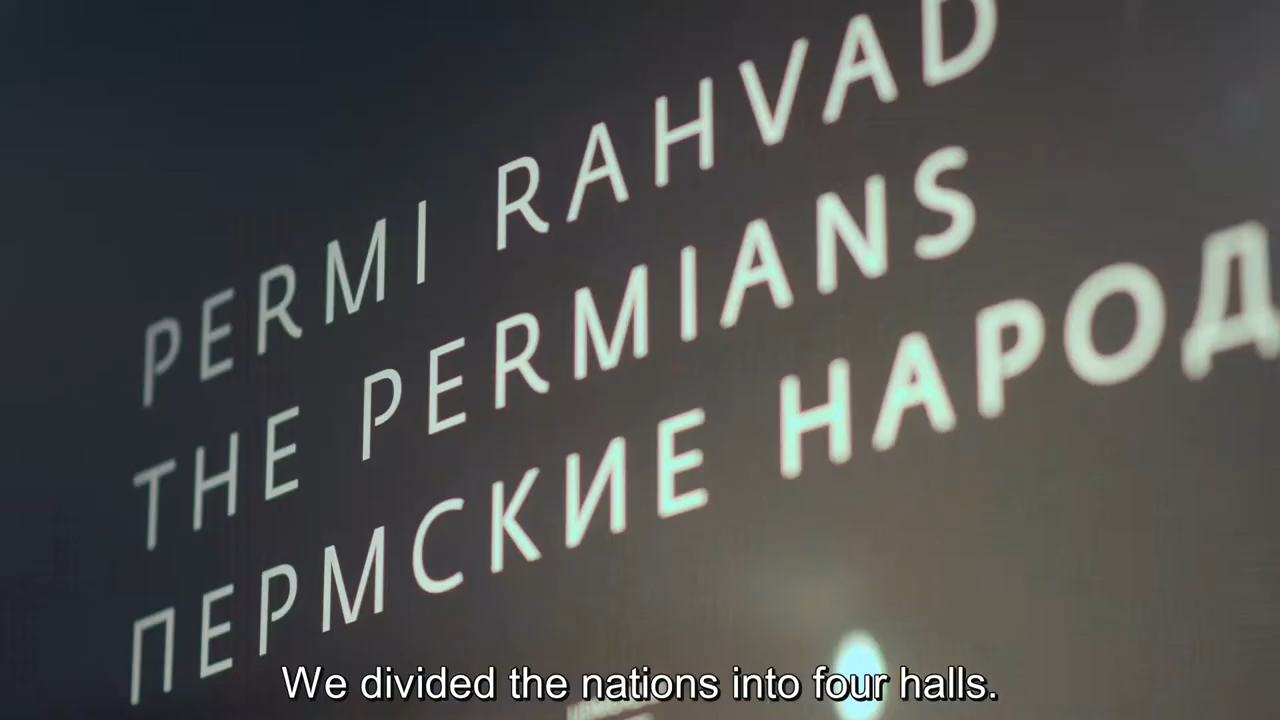 PERMI RAHVAD
THE PERMIANS
ПЕРМСКИЕ НАРОД
We divided the nations into four halls.